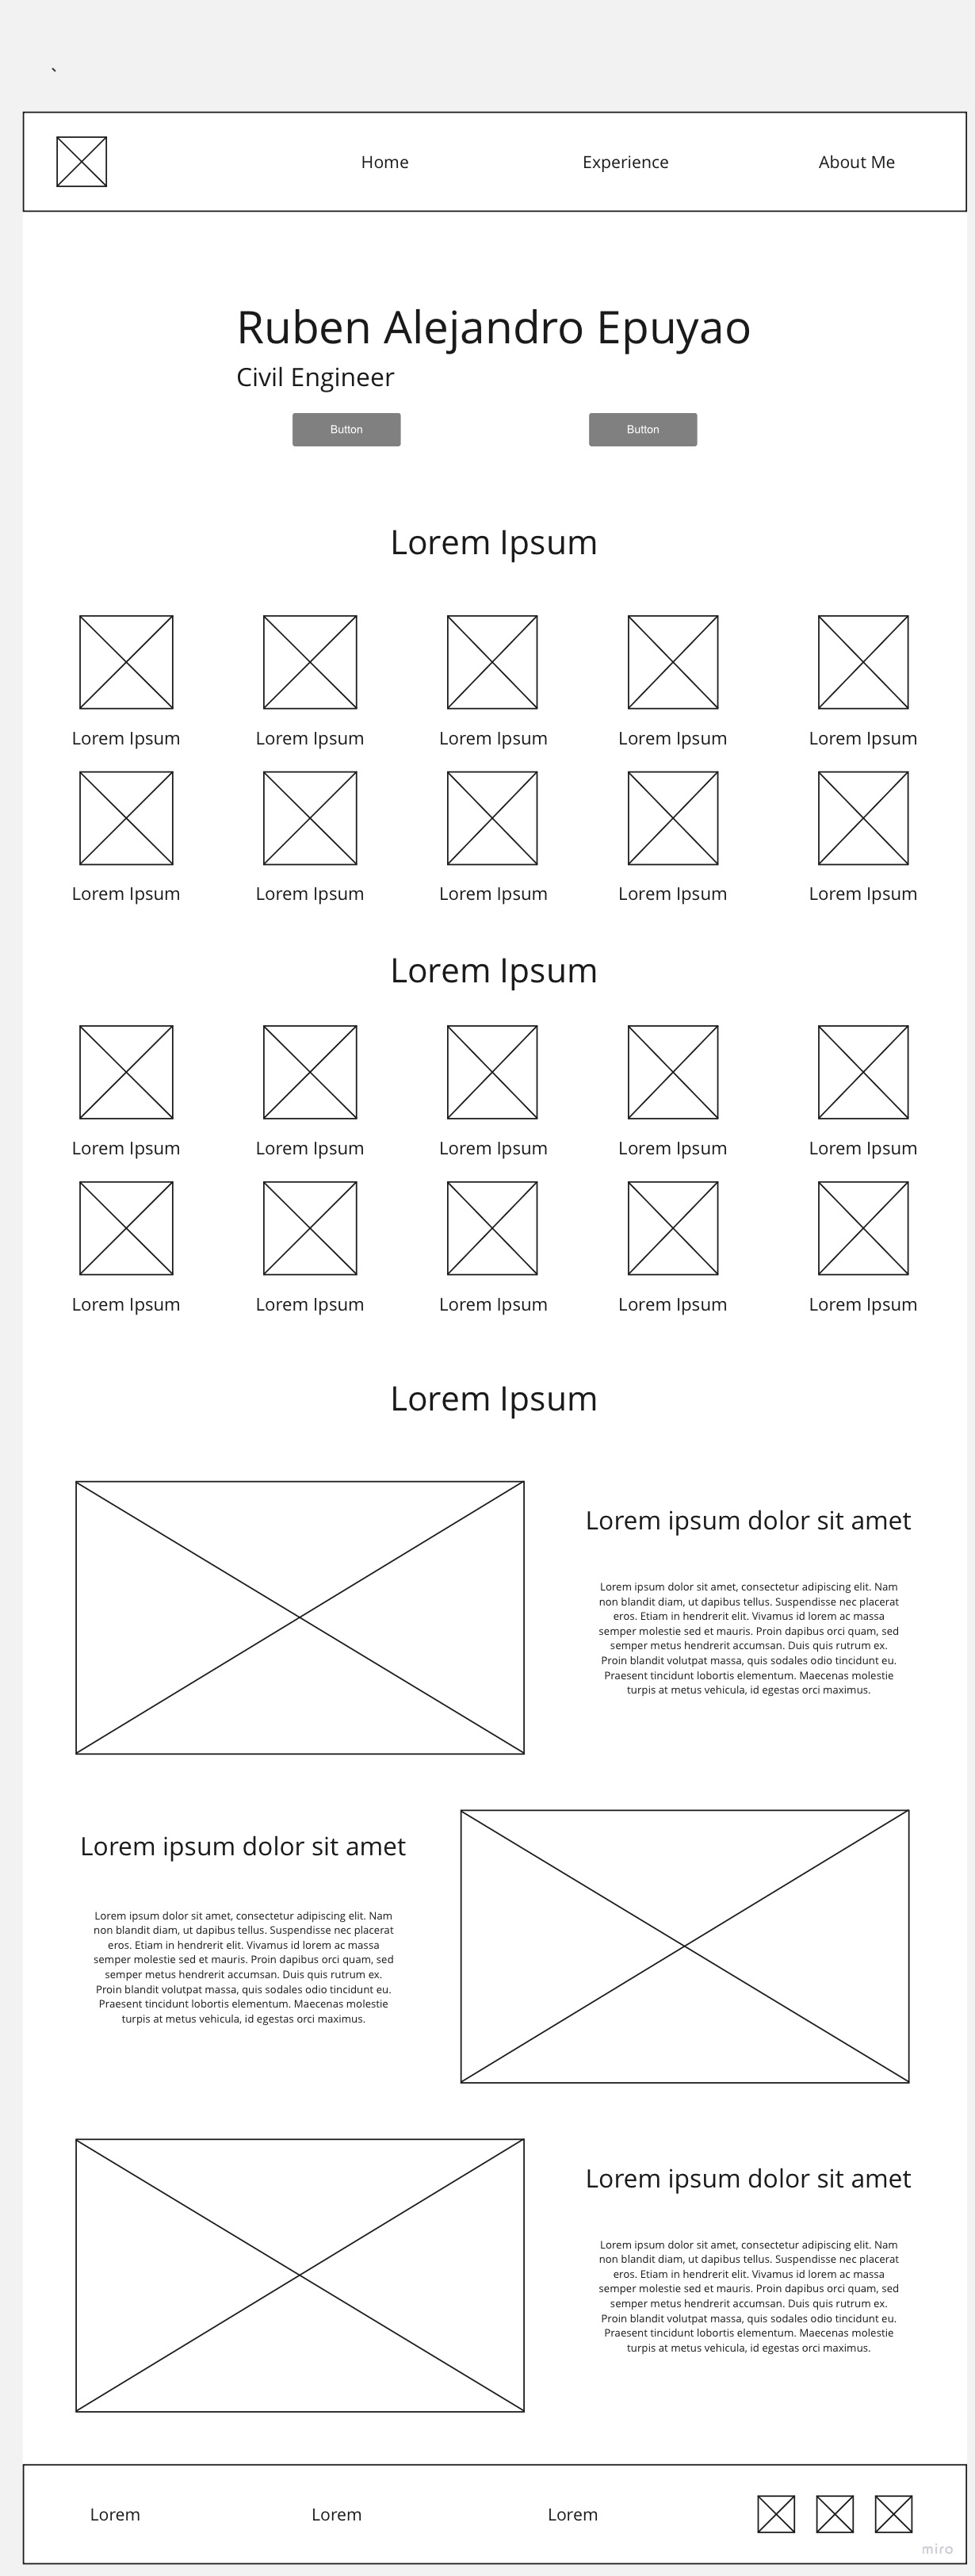 `
Home Experience About Me
Ruben Alejandro Epuyao
Civil Engineer
Button Button
Lorem Ipsum
Lorem Ipsum Lorem Ipsum Lorem Ipsum Lorem Ipsum Lorem Ipsum
Lorem Ipsum Lorem Ipsum Lorem Ipsum Lorem Ipsum Lorem Ipsum
Lorem Ipsum
Lorem Ipsum Lorem Ipsum Lorem Ipsum Lorem Ipsum Lorem Ipsum
Lorem Ipsum Lorem Ipsum Lorem Ipsum Lorem Ipsum Lorem Ipsum
Lorem Ipsum
Lorem ipsum dolor sit amet
Lorem ipsum dolor sit amet, consectetur adipiscing elit. Nam
non blandit diam, ut dapibus tellus. Suspendisse nec placerat
eros. Etiam in hendrerit elit. Vivamus id lorem ac massa
semper molestie sed et mauris. Proin dapibus orci quam, sed
semper metus hendrerit accumsan. Duis quis rutrum ex.
Proin blandit volutpat massa, quis sodales odio tincidunt eu.
Praesent tincidunt lobortis elementum. Maecenas molestie
turpis at metus vehicula, id egestas orci maximus.
Lorem ipsum dolor sit amet
Lorem ipsum dolor sit amet, consectetur adipiscing elit. Nam
non blandit diam, ut dapibus tellus. Suspendisse nec placerat
eros. Etiam in hendrerit elit. Vivamus id lorem ac massa
semper molestie sed et mauris. Proin dapibus orci quam, sed
semper metus hendrerit accumsan. Duis quis rutrum ex.
Proin blandit volutpat massa, quis sodales odio tincidunt eu.
Praesent tincidunt lobortis elementum. Maecenas molestie
turpis at metus vehicula, id egestas orci maximus.
Lorem ipsum dolor sit amet
Lorem ipsum dolor sit amet, consectetur adipiscing elit. Nam
non blandit diam, ut dapibus tellus. Suspendisse nec placerat
eros. Etiam in hendrerit elit. Vivamus id lorem ac massa
semper molestie sed et mauris. Proin dapibus orci quam, sed
semper metus hendrerit accumsan. Duis quis rutrum ex.
Proin blandit volutpat massa, quis sodales odio tincidunt eu.
Praesent tincidunt lobortis elementum. Maecenas molestie
turpis at metus vehicula, id egestas orci maximus.
Lorem Lorem Lorem
miro